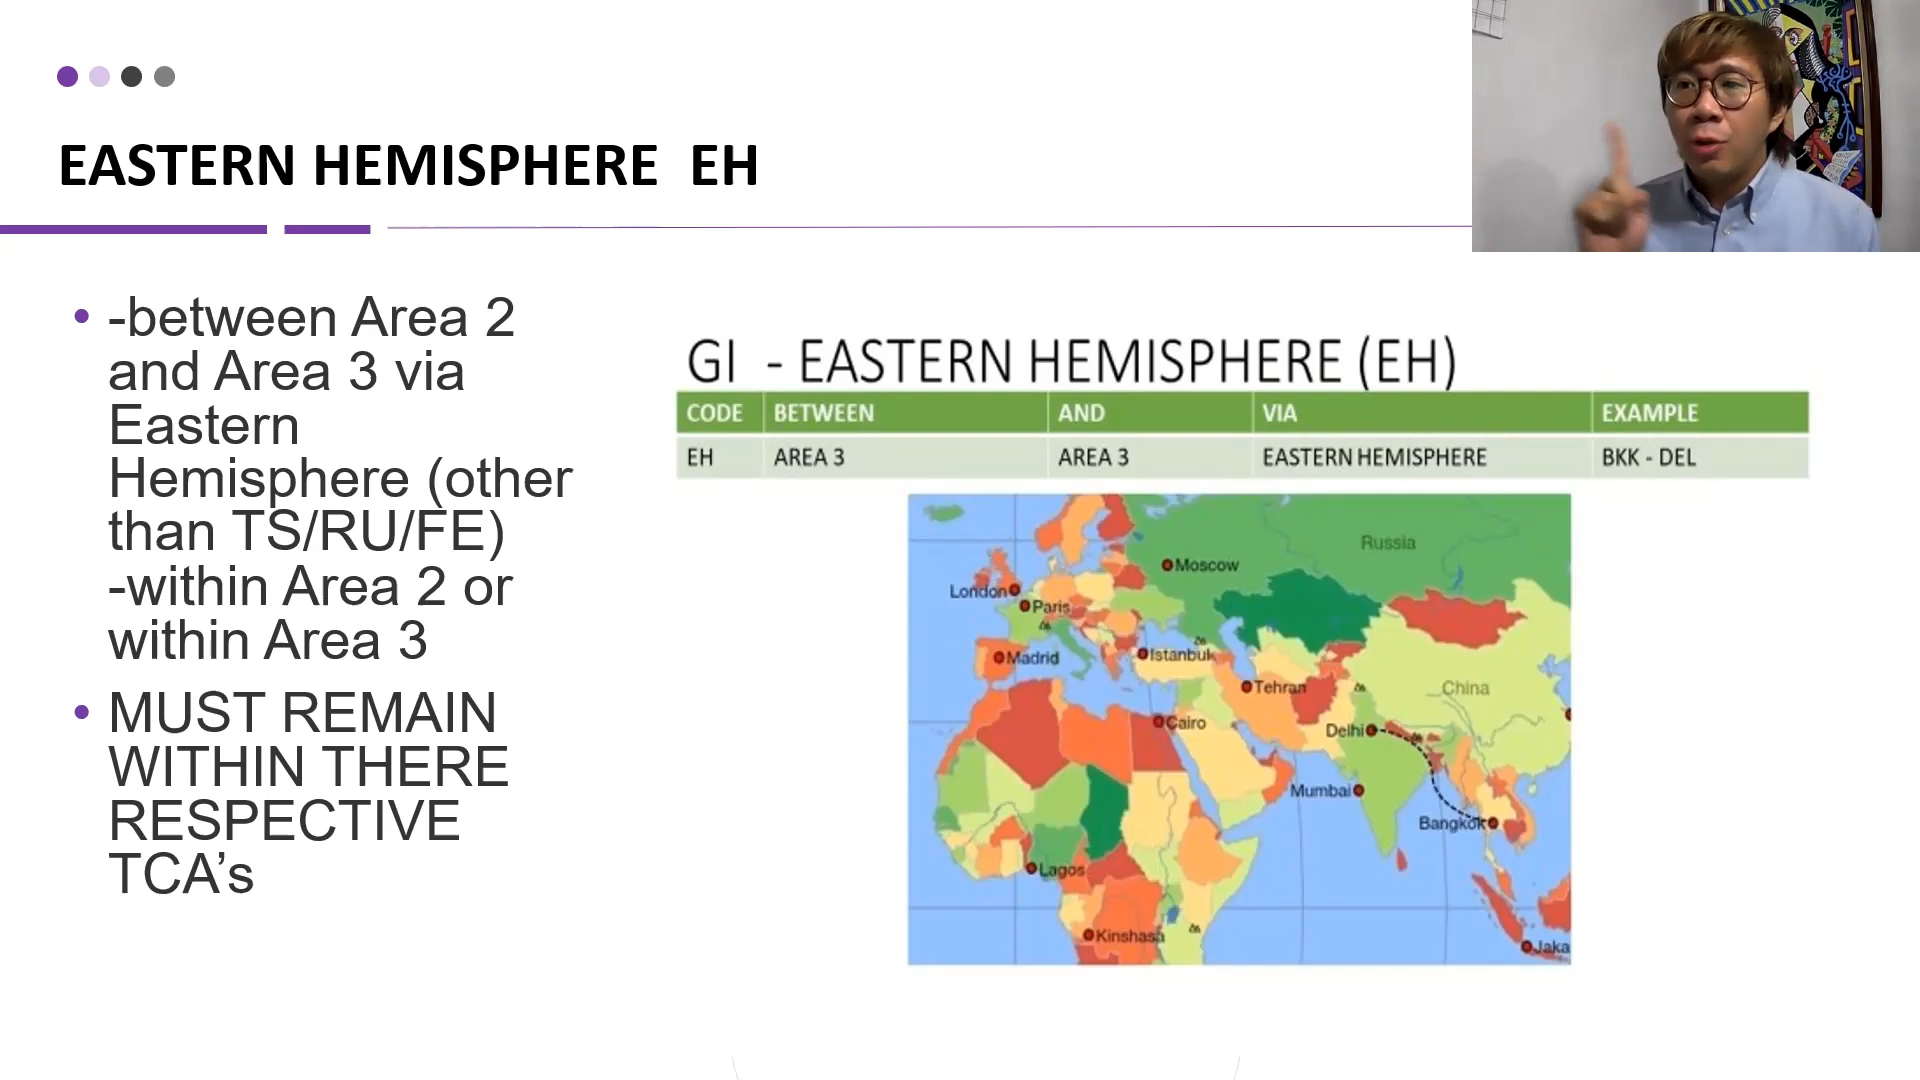 EASTERN HEMISPHERE EH
• -between Area 2
and Area 3 via
Eastern
Hemisphere (other
than TS/RU/FE)
-within Area 2 or
within Area 3
• MUST REMAIN
WITHIN THERE
RESPECTIVE
TCA’s
GI - EASTERN HEMISPHERE (EH)
CODE BETWEEN AND VIA EXAMPLE
EH AREA 3 AREA 3 EASTERN HEMISPHERE BKK - DEL
Russia
Moscow
London
Paris
Madrid
Istanbul
Tehran
China
Cairo
Delhi
Mumbai
Bangkok
Lagos
Kinshasa
Jaka